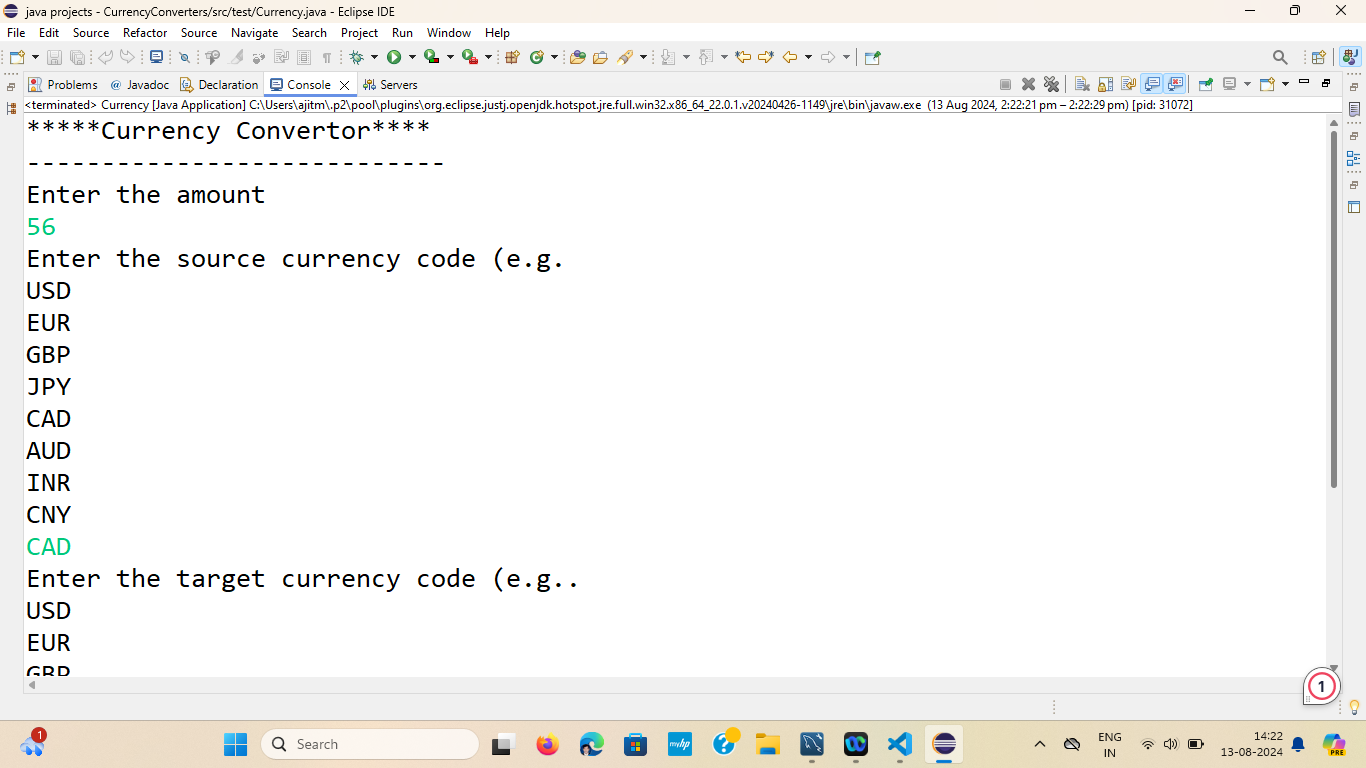 java projects - CurrencyConverters/src/test/Currency.java - Eclipse IDE
File Edit Source Refactor Source Navigate Search Project Run Window Help
Problems @ Javadoc Declaration Console Servers
<terminated> Currency [Java Application] C:\Users\ajitm\.p2\pool\plugins\org.eclipse.justj.openjdk.hotspot.jre.full.win32.x86_64_22.0.1.v20240426-1149\jre\bin\javaw.exe (13 Aug 2024, 2:22:21 pm – 2:22:29 pm) [pid: 31072]
*****Currency Convertor****
----------------------------
Enter the amount
56
Enter the source currency code (e.g.
USD
EUR
GBP
JPY
CAD
AUD
INR
CNY
CAD
Enter the target currency code (e.g..
USD
EUR
GBP
1
1
Search
myhp
ENG
IN
14:22
13-08-2024
PRE